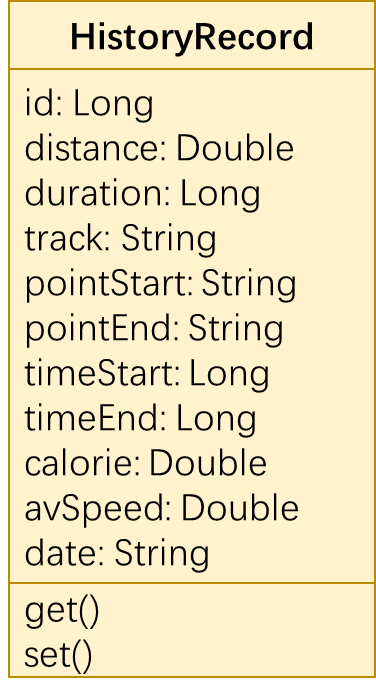 HistoryRecord
id: Long
distance: Double
duration: Long
track: String
pointStart: String
pointEnd: String
timeStart: Long
timeEnd: Long
calorie: Double
avSpeed: Double
date: String
get()
set()